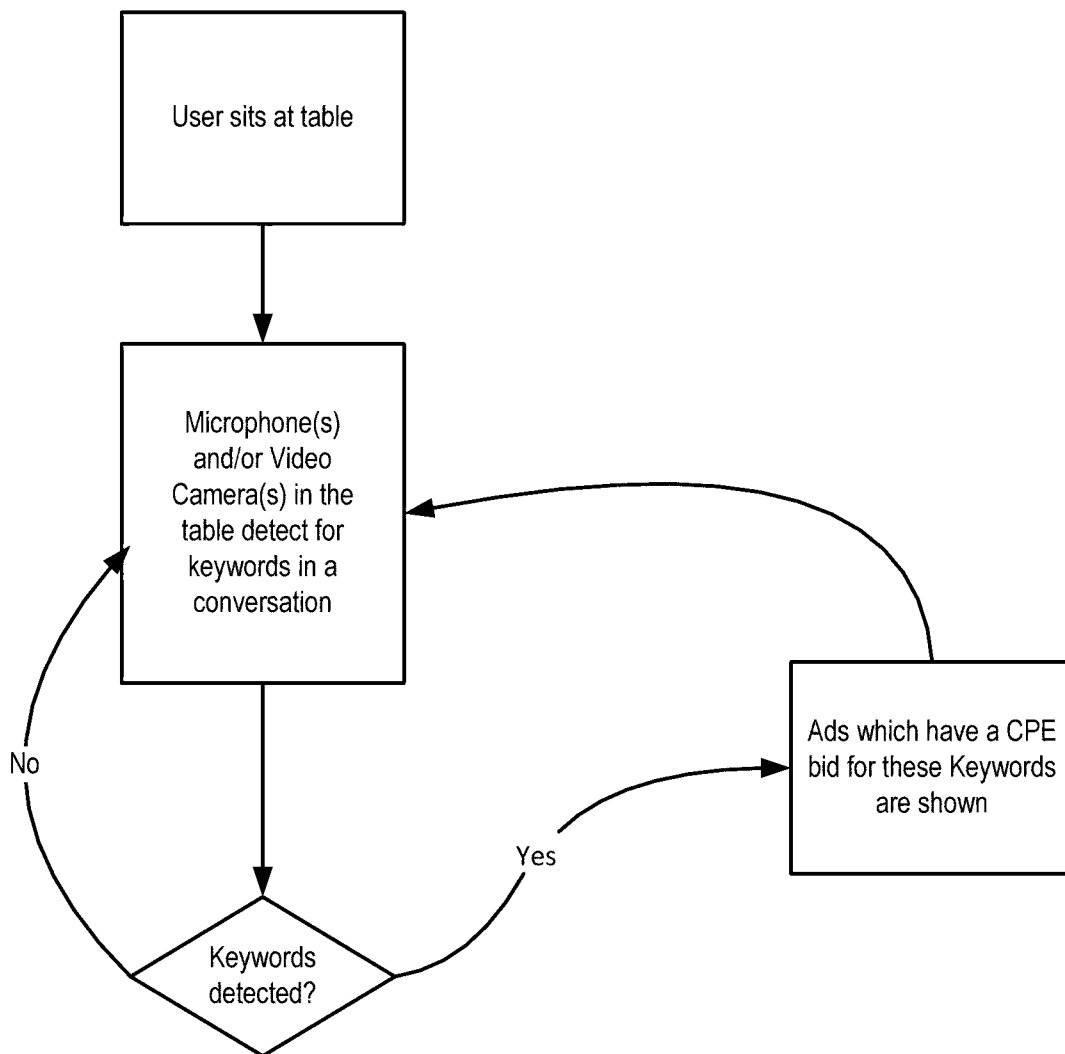 User sits at table
Microphone(s)
and/or Video
Camera(s) in the
table detect for
keywords in a
conversation
No
Ads which have a CPE
bid for these Keywords
are shown
Yes
Keywords
detected?